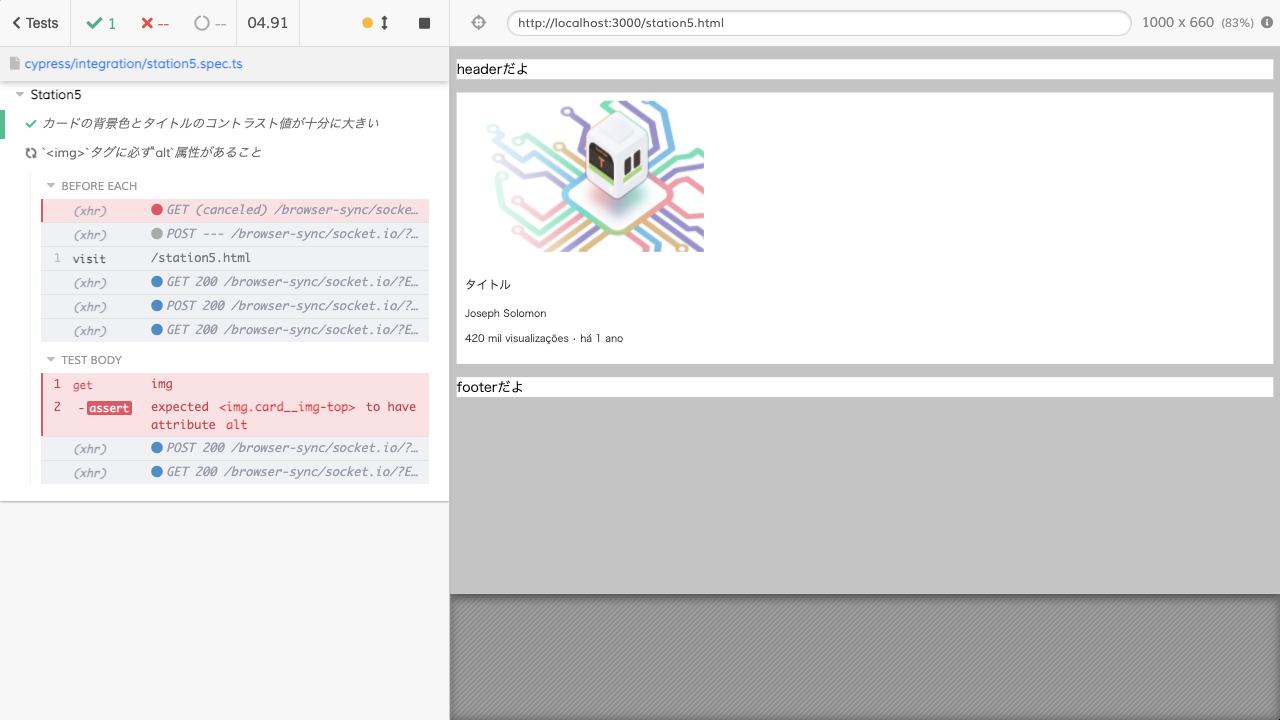 Tests
1
--
--
04.91
http://localhost:3000/station5.html
1000 x 660 (83%)
cypress/integration/station5.spec.ts
Station5
カードの背景色とタイトルのコントラスト値が十分に大きい
`<img>`タグに必ず"alt`属性があること
BEFORE EACH
(xhr) GET (canceled) /browser-sync/socke…
(xhr) POST --- /browser-sync/socket.io/?…
1 visit /station5.html
(xhr) GET 200 /browser-sync/socket.io/?E…
(xhr) POST 200 /browser-sync/socket.io/?…
(xhr) GET 200 /browser-sync/socket.io/?E…
TEST BODY
1 get img
2 -assert expected <img.card__img-top> to have
attribute alt
(xhr) POST 200 /browser-sync/socket.io/?…
(xhr) GET 200 /browser-sync/socket.io/?E…
headerだよ
T
タイトル
Joseph Solomon
420 mil visualizações · há 1 ano
footerだよ